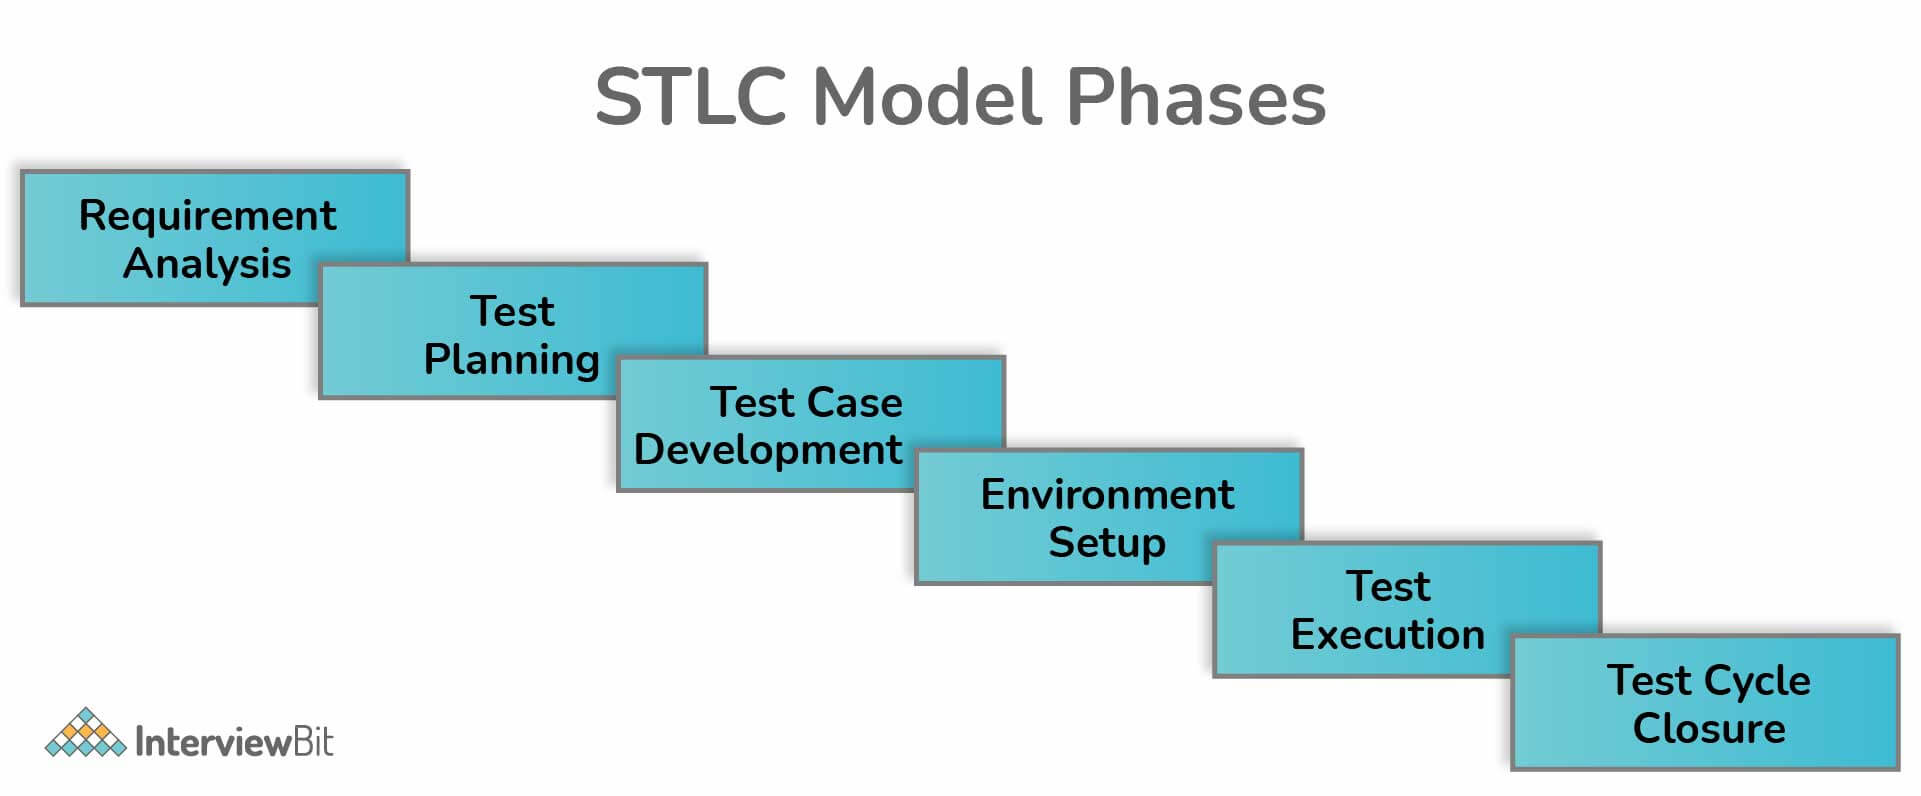 STLC Model Phases
Requirement
Analysis
Test
Planning
Test Case
Development
Environment
Setup
Test
Execution
Test Cycle
Closure
InterviewBit